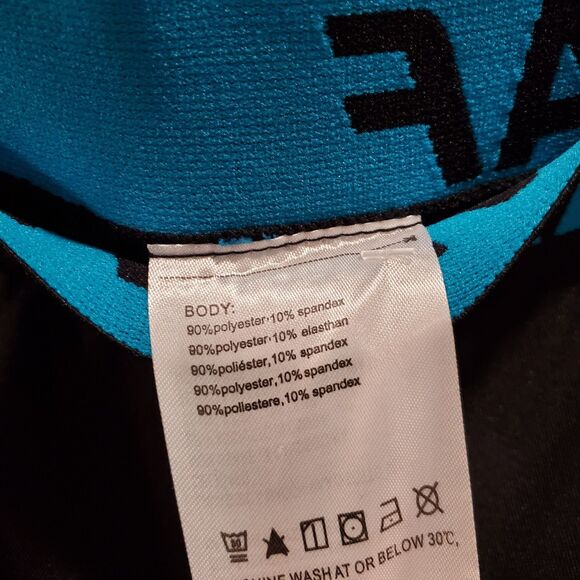 AF
BODY:
90%polyester,10% spandex
90%polyester,10% elasthan
90%poliéster,10% spandex
90%polyester,10% spandex
90%poliestere,10% spandex
WASH AT OR BELOW 30℃,